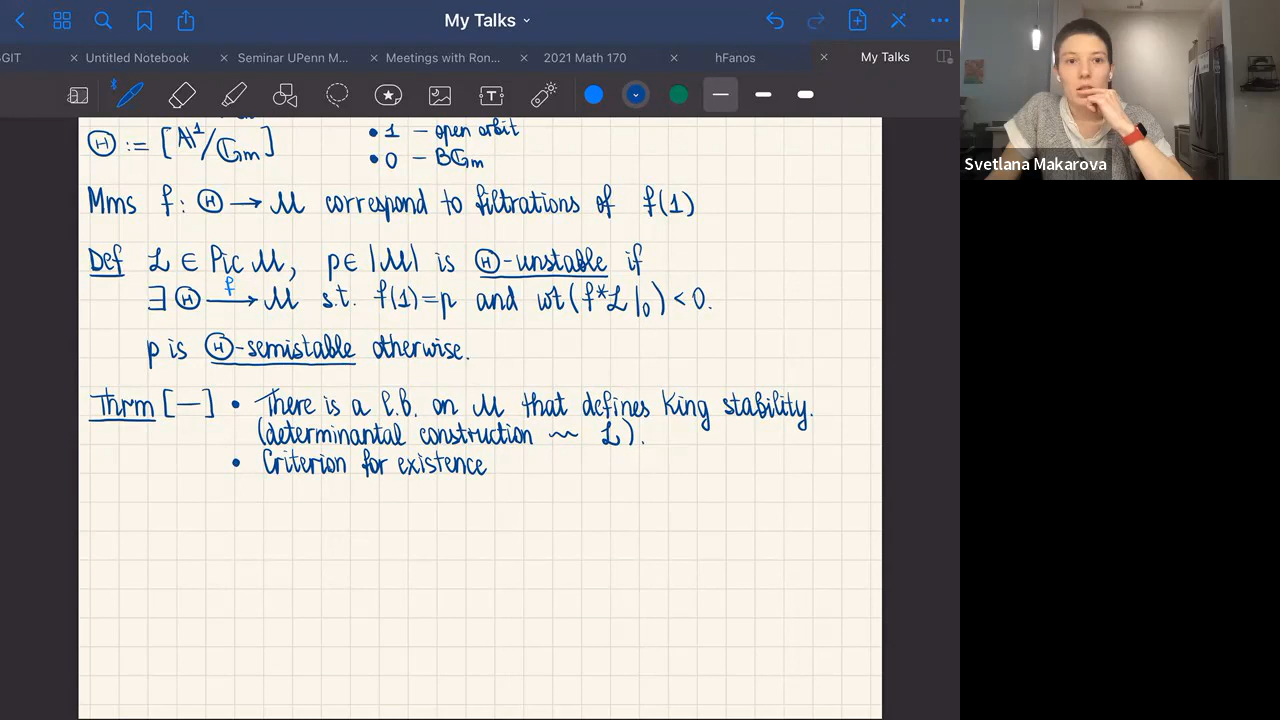 My Talks
GIT
Untitled Notebook
Seminar UPenn M...
Meetings with Ron...
2021 Math 170
hFanos
My Talks
Svetlana Makarova
Θ := [A¹/𝔾m]
• 1 – open orbit
• 0 – B𝔾m
Mms f: Θ → M correspond to filtrations of f(1)
Def L ∈ Pic M, p ∈ |M| is Θ-unstable if
∃ Θ →f M s.t. f(1)=p and wt(f*L|₀) < 0.
p is Θ-semistable otherwise.
Thrm [—] • There is a l.b. on M that defines King stability.
(determinantal construction ⁓ L).
• Criterion for existence